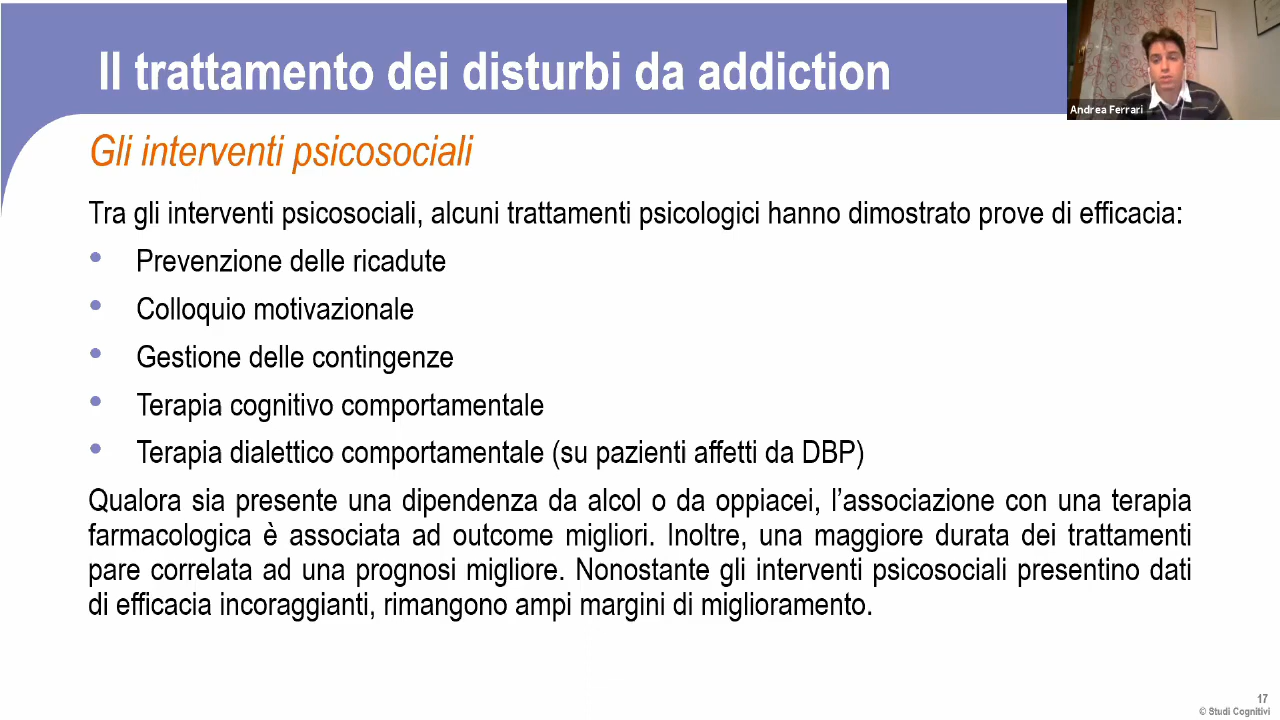 Il trattamento dei disturbi da addiction
Andrea Ferrari
Gli interventi psicosociali
Tra gli interventi psicosociali, alcuni trattamenti psicologici hanno dimostrato prove di efficacia:
• Prevenzione delle ricadute
• Colloquio motivazionale
• Gestione delle contingenze
• Terapia cognitivo comportamentale
• Terapia dialettico comportamentale (su pazienti affetti da DBP)
Qualora sia presente una dipendenza da alcol o da oppiacei, l’associazione con una terapia
farmacologica è associata ad outcome migliori. Inoltre, una maggiore durata dei trattamenti
pare correlata ad una prognosi migliore. Nonostante gli interventi psicosociali presentino dati
di efficacia incoraggianti, rimangono ampi margini di miglioramento.
17
© Studi Cognitivi